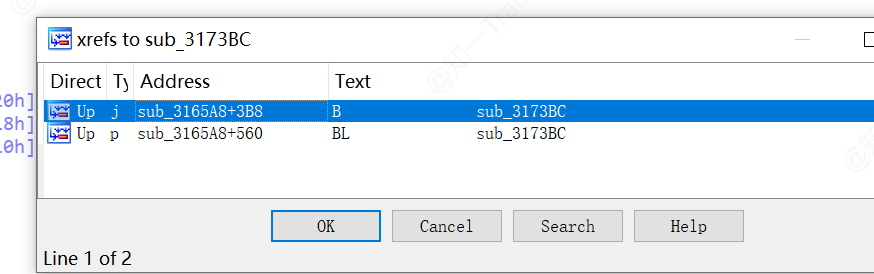 xrefs to sub_3173BC
Direct Ty Address Text
20h]
Up j sub_3165A8+3B8 B sub_3173BC
18h]
Up p sub_3165A8+560 BL sub_3173BC
10h]
OK Cancel Search Help
Line 1 of 2